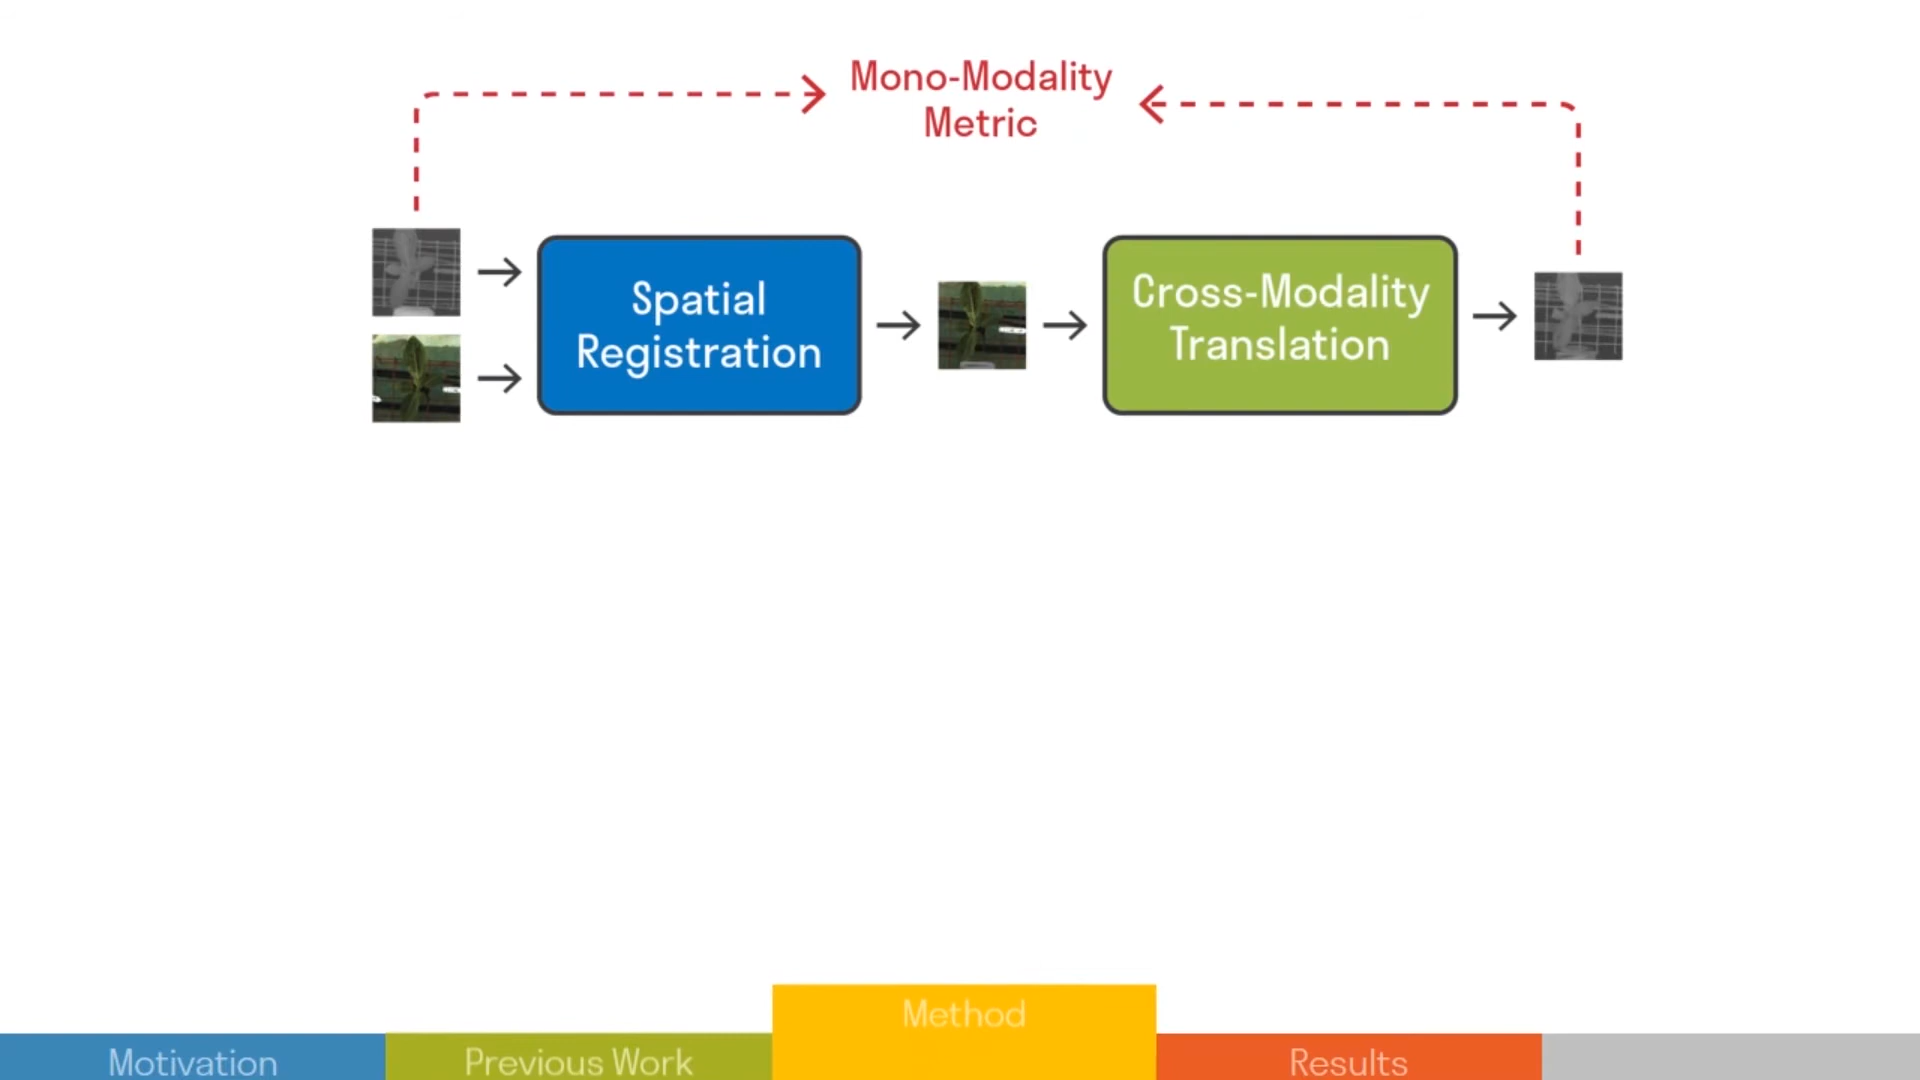 Mono-Modality
Metric
Spatial
Registration
Cross-Modality
Translation
Method
Motivation
Previous Work
Results